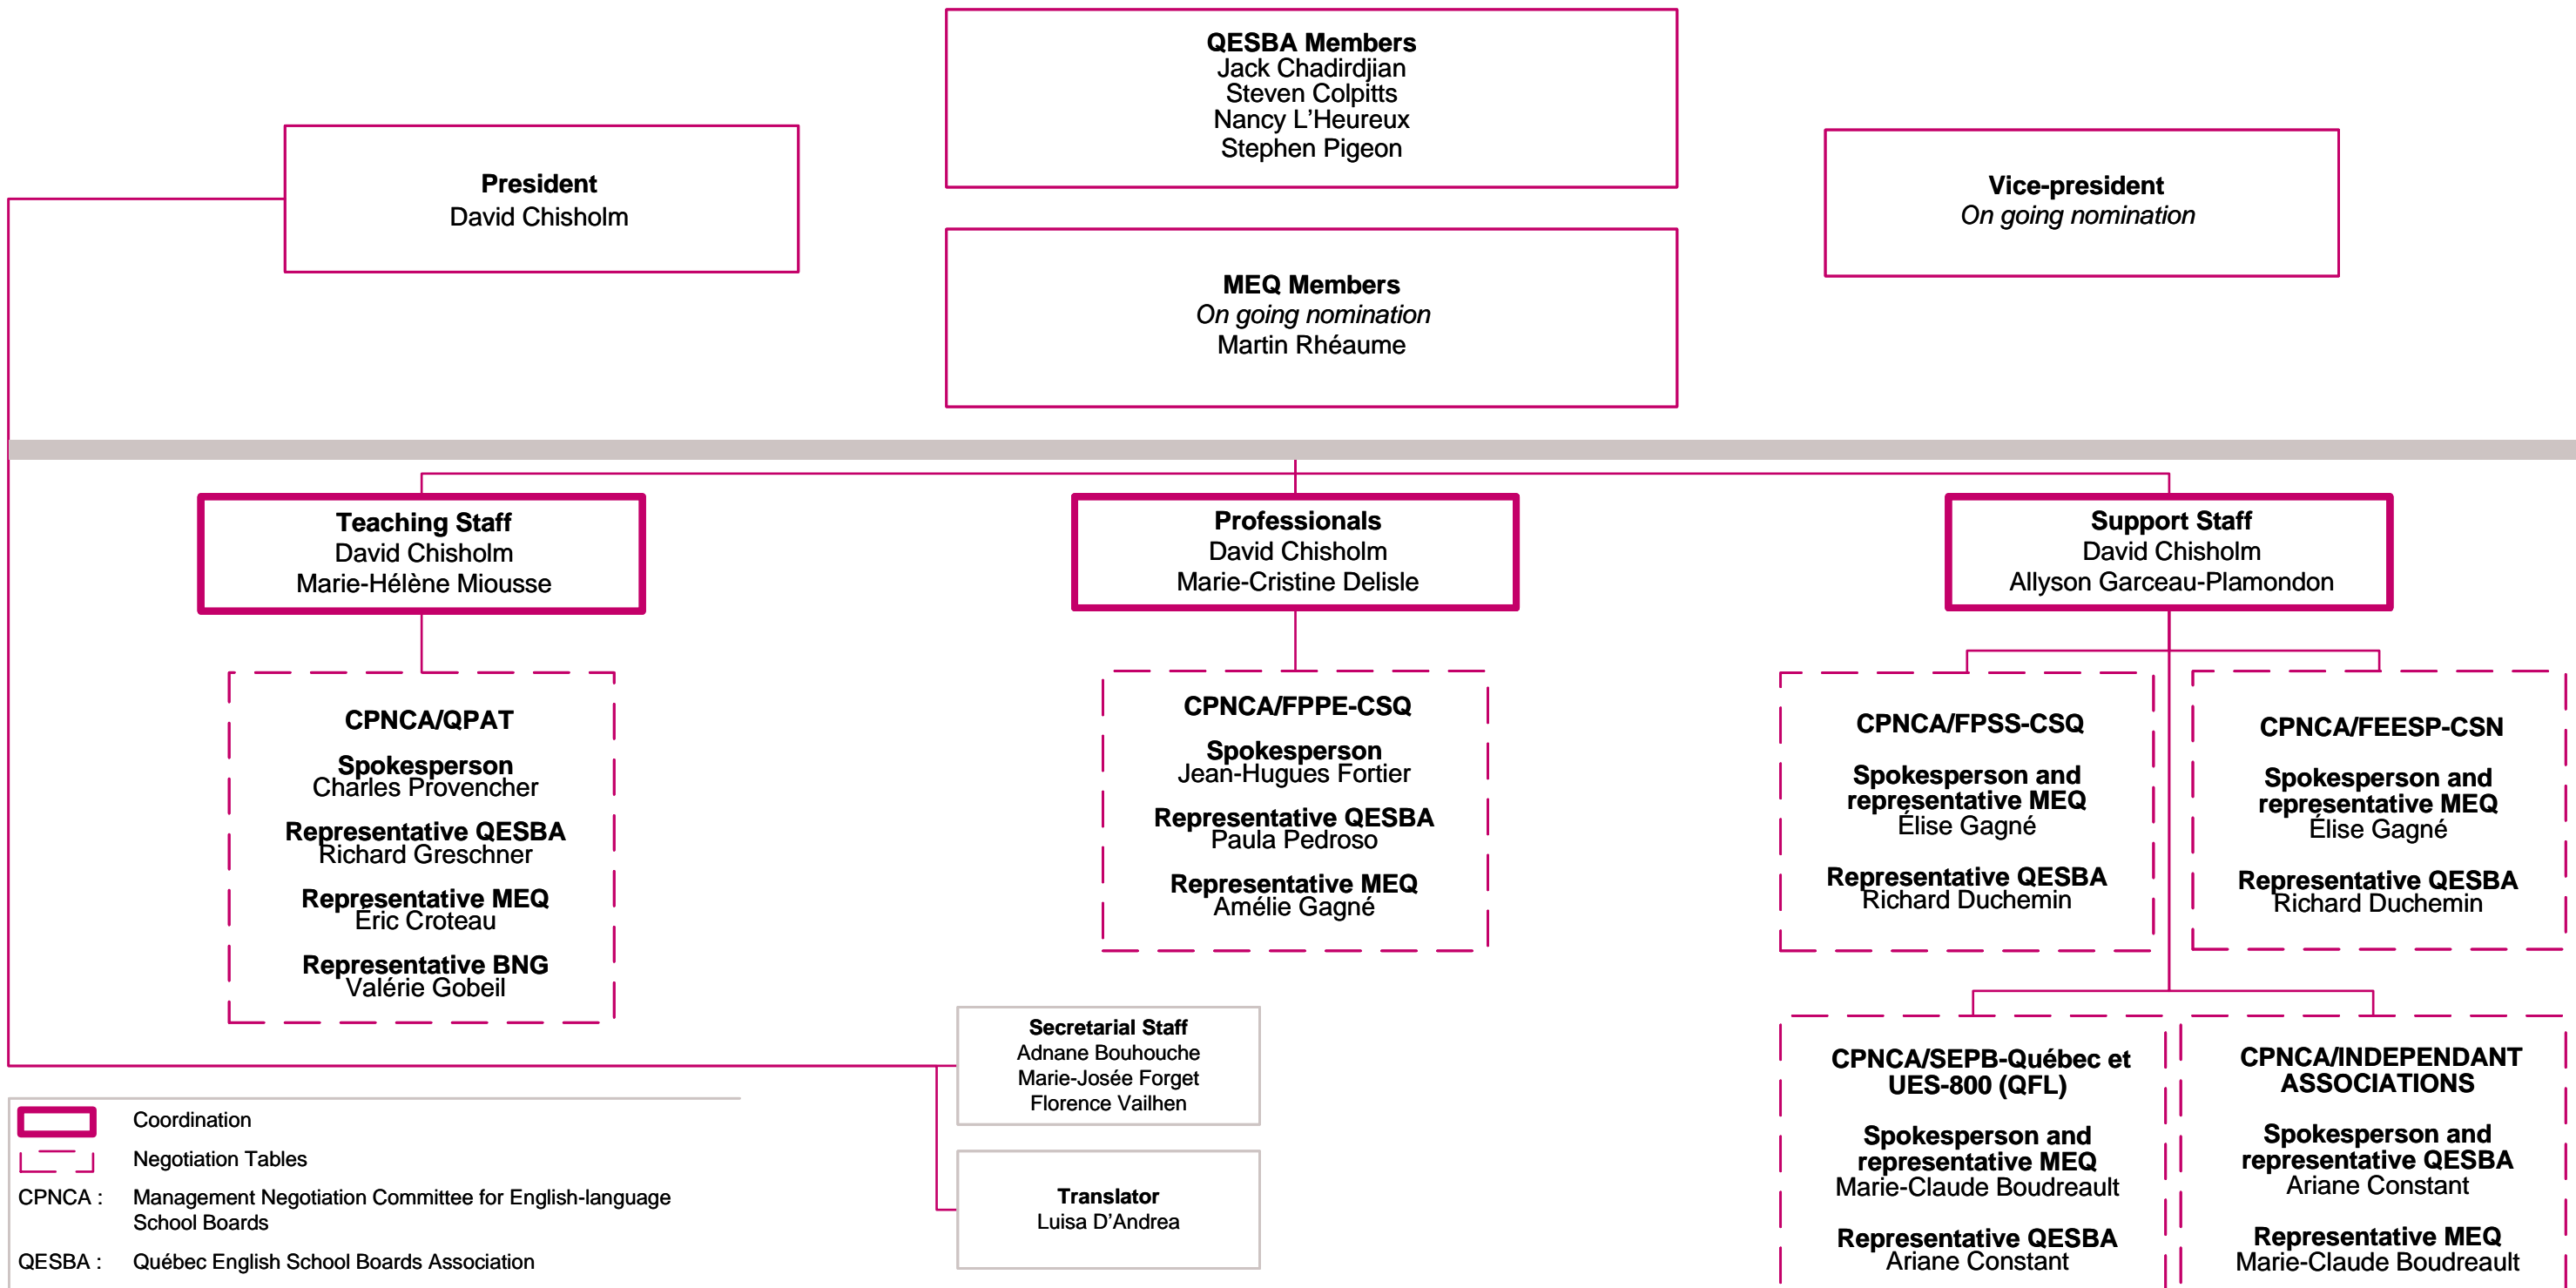 QESBA Members
Jack Chadirdjian
Steven Colpitts
Nancy L'Heureux
Stephen Pigeon
President
David Chisholm
Vice-president
On going nomination
MEQ Members
On going nomination
Martin Rhéaume
Teaching Staff
David Chisholm
Marie-Hélène Miousse
Professionals
David Chisholm
Marie-Cristine Delisle
Support Staff
David Chisholm
Allyson Garceau-Plamondon
CPNCA/QPAT
Spokesperson
Charles Provencher
Representative QESBA
Richard Greschner
Representative MEQ
Éric Croteau
Representative BNG
Valérie Gobeil
CPNCA/FPPE-CSQ
Spokesperson
Jean-Hugues Fortier
Representative QESBA
Paula Pedroso
Representative MEQ
Amélie Gagné
CPNCA/FPSS-CSQ
Spokesperson and
representative MEQ
Élise Gagné
Representative QESBA
Richard Duchemin
CPNCA/FEESP-CSN
Spokesperson and
representative MEQ
Élise Gagné
Representative QESBA
Richard Duchemin
Secretarial Staff
Adnane Bouhouche
Marie-Josée Forget
Florence Vailhen
Translator
Luisa D'Andrea
CPNCA/SEPB-Québec et
UES-800 (QFL)
Spokesperson and
representative MEQ
Marie-Claude Boudreault
Representative QESBA
Ariane Constant
CPNCA/INDEPENDANT
ASSOCIATIONS
Spokesperson and
representative QESBA
Ariane Constant
Representative MEQ
Marie-Claude Boudreault
Coordination
Negotiation Tables
CPNCA : Management Negotiation Committee for English-language
School Boards
QESBA : Québec English School Boards Association